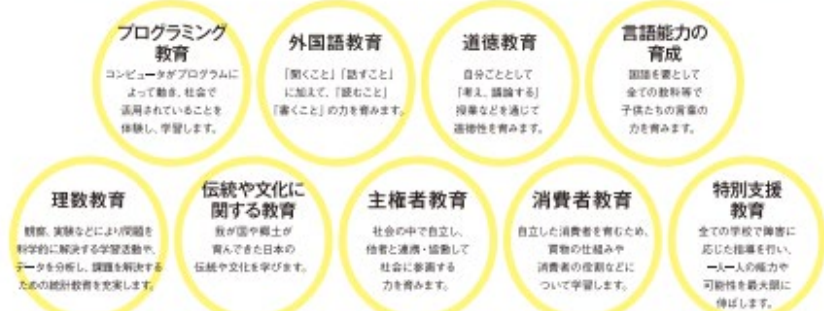 プログラミング
教育
コンピュータがプログラムに
よって動き、社会で
活用されていることを
体験し、学習します。
外国語教育
「聞くこと」「話すこと」
に加えて、「読むこと」
「書くこと」の力を育みます。
道徳教育
自分ごととして
「考え、議論する」
授業などを通じて
道徳性を育みます。
言語能力の
育成
国語を要として
全ての教科等で
子供たちの言葉の
力を育みます。
理数教育
観察、実験などにより問題を
科学的に解決する学習活動や、
データを分析し、課題を解決する
ための統計教育を充実します。
伝統や文化に
関する教育
我が国や郷土が
育んできた日本の
伝統や文化を学びます。
主権者教育
社会の中で自立し、
他者と連携・協働して
社会に参画する
力を育みます。
消費者教育
自立した消費者を育むため、
買物の仕組みや
消費者の役割などに
ついて学習します。
特別支援
教育
全ての学校で障害に
応じた指導を行い、
一人一人の能力や
可能性を最大限に
伸ばします。